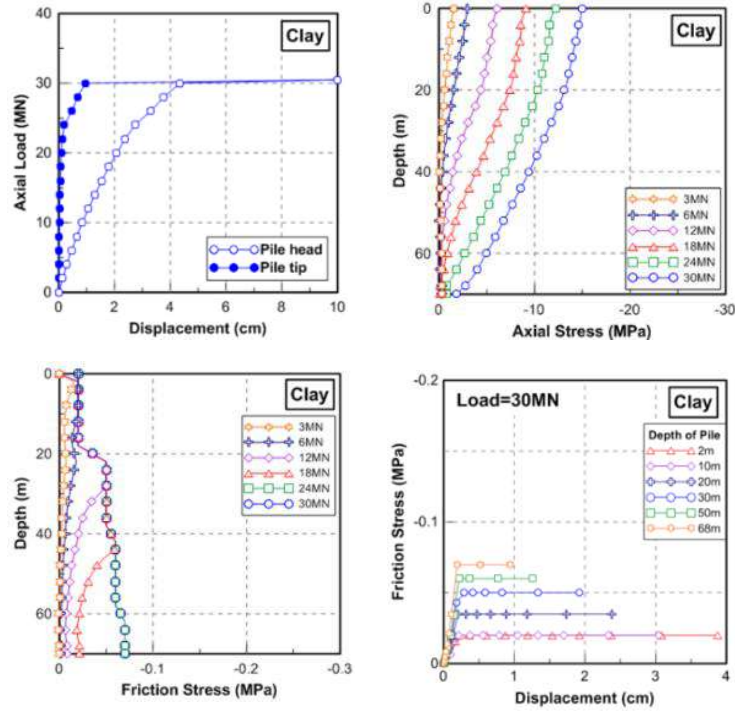 Clay
50
40
30
20
10
0
Axial Load (MN)
Pile head
Pile tip
0 2 4 6 8 10
Displacement (cm)
Clay
0
20
40
60
Depth (m)
3MN
6MN
12MN
18MN
24MN
30MN
0 -10 -20 -30
Axial Stress (MPa)
Clay
0
20
40
60
Depth (m)
3MN
6MN
12MN
18MN
24MN
30MN
0 -0.1 -0.2 -0.3
Friction Stress (MPa)
-0.2
Load=30MN
Clay
-0.1
0
Friction Stress (MPa)
Depth of Pile
2m
10m
20m
30m
50m
68m
0 1 2 3 4
Displacement (cm)